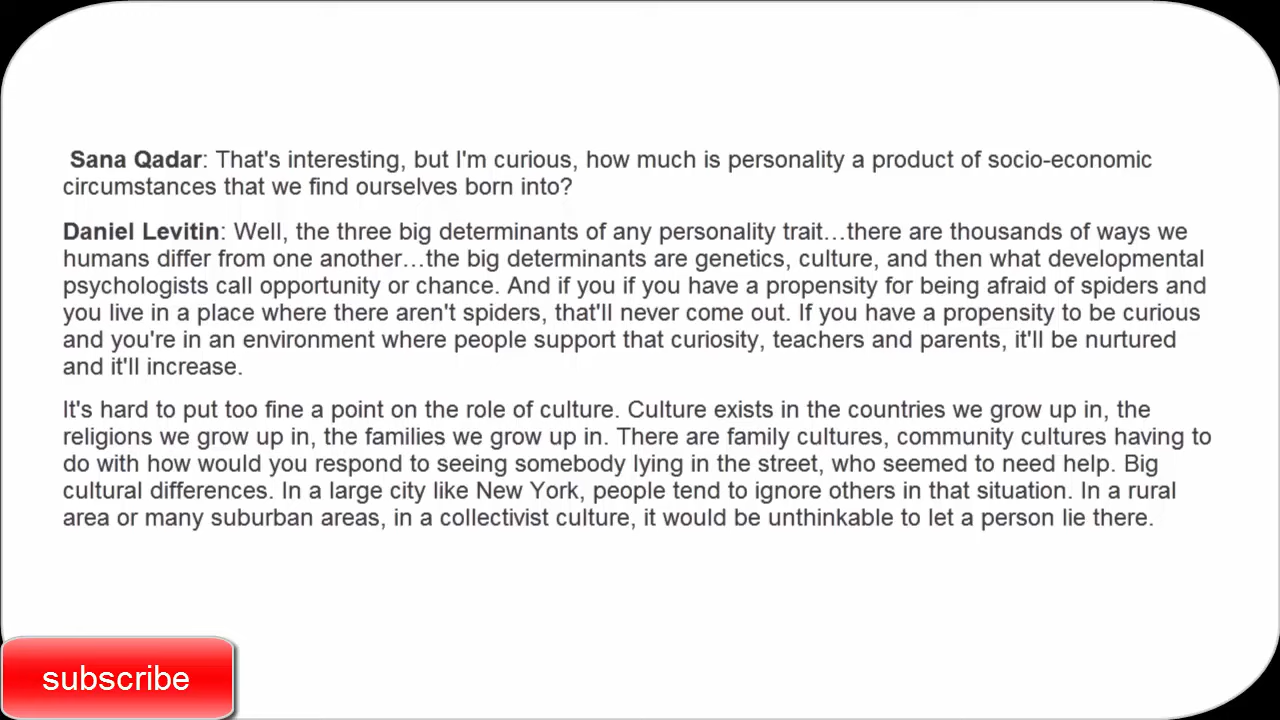 Sana Qadar: That's interesting, but I'm curious, how much is personality a product of socio-economic
circumstances that we find ourselves born into?
Daniel Levitin: Well, the three big determinants of any personality trait…there are thousands of ways we
humans differ from one another…the big determinants are genetics, culture, and then what developmental
psychologists call opportunity or chance. And if you if you have a propensity for being afraid of spiders and
you live in a place where there aren't spiders, that'll never come out. If you have a propensity to be curious
and you're in an environment where people support that curiosity, teachers and parents, it'll be nurtured
and it'll increase.
It's hard to put too fine a point on the role of culture. Culture exists in the countries we grow up in, the
religions we grow up in, the families we grow up in. There are family cultures, community cultures having to
do with how would you respond to seeing somebody lying in the street, who seemed to need help. Big
cultural differences. In a large city like New York, people tend to ignore others in that situation. In a rural
area or many suburban areas, in a collectivist culture, it would be unthinkable to let a person lie there.
subscribe